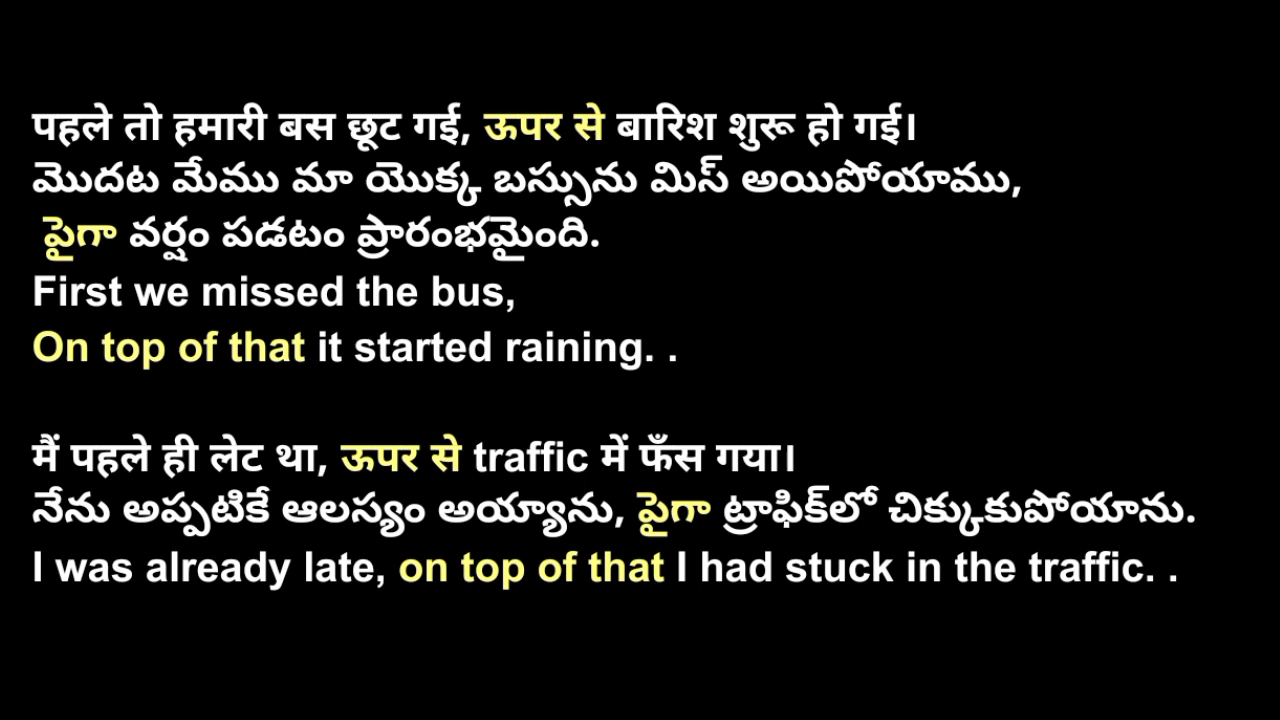 पहले तो हमारी बस छूट गई, ऊपर से बारिश शुरू हो गई।
మొదట మేము మా యొక్క బస్సును మిస్ అయిపోయాము,
పైగా వర్షం పడటం ప్రారంభమైంది.
First we missed the bus,
On top of that it started raining. .
मैं पहले ही लेट था, ऊपर से traffic में फँस गया।
నేను అప్పటికే ఆలస్యం అయ్యాను, పైగా ట్రాఫిక్‌లో చిక్కుకుపోయాను.
I was already late, on top of that I had stuck in the traffic. .